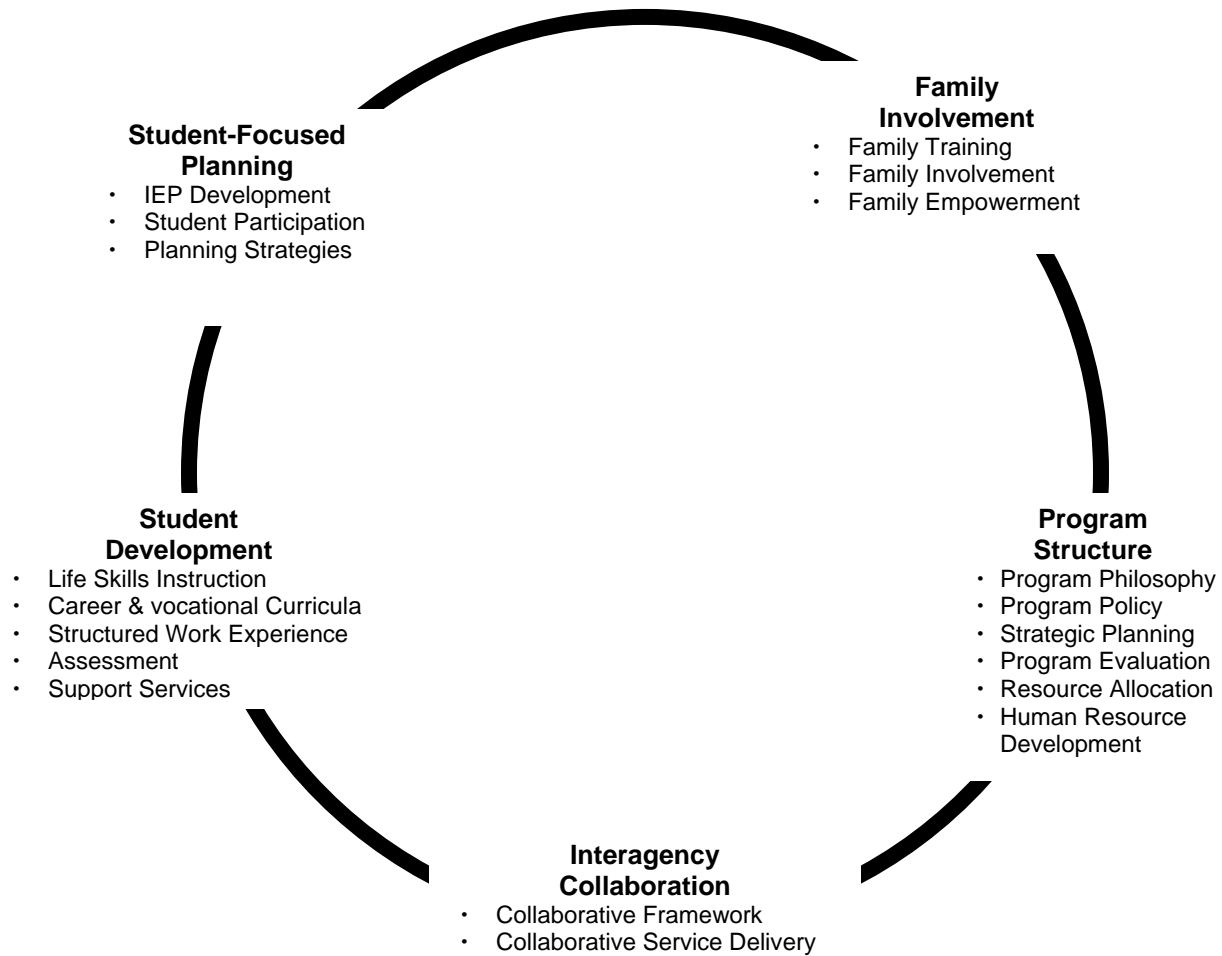 Family
Involvement
• Family Training
• Family Involvement
• Family Empowerment
Student-Focused
Planning
• IEP Development
• Student Participation
• Planning Strategies
Student
Development
• Life Skills Instruction
• Career & vocational Curricula
• Structured Work Experience
• Assessment
• Support Services
Program
Structure
• Program Philosophy
• Program Policy
• Strategic Planning
• Program Evaluation
• Resource Allocation
• Human Resource
Development
Interagency
Collaboration
• Collaborative Framework
• Collaborative Service Delivery